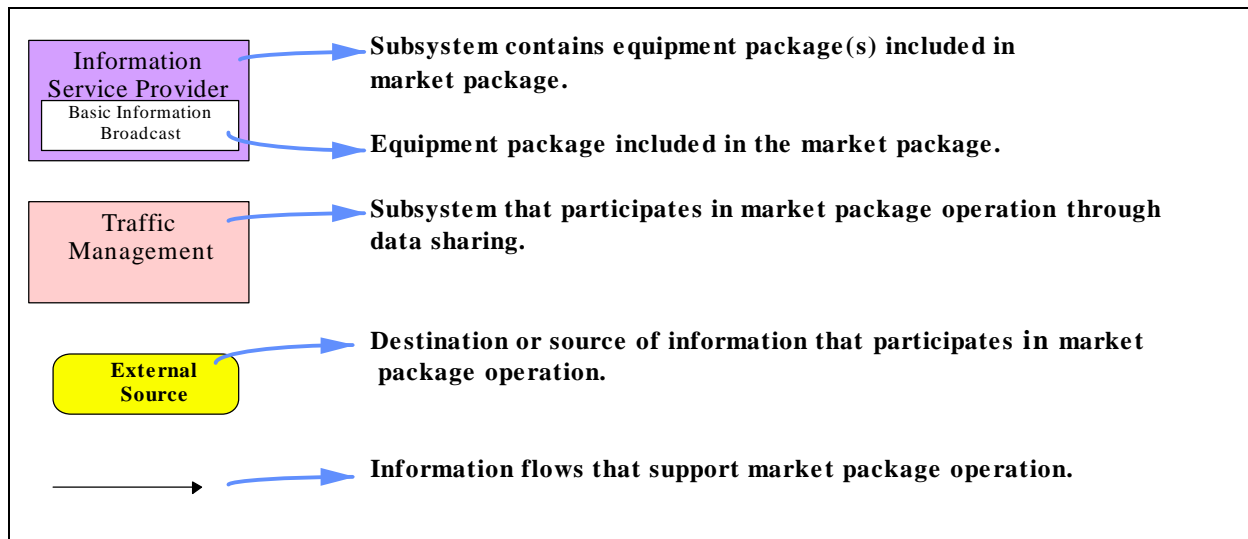 Information
Service Provider
Basic Information
Broadcast
Subsystem contains equipment package(s) included in
market package.
Equipment package included in the market package.
Traffic
Management
Subsystem that participates in market package operation through
data sharing.
External
Source
Destination or source of information that participates in market
package operation.
Information flows that support market package operation.